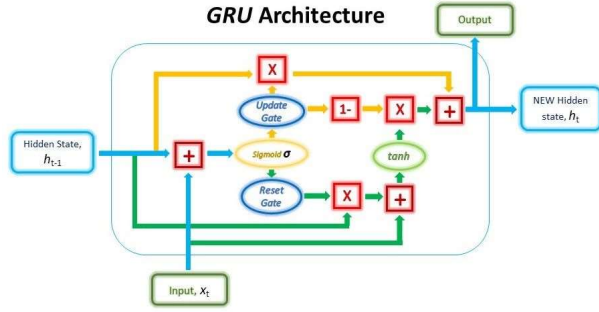 GRU Architecture
Output
X
Update
Gate
1-
X
+
NEW Hidden
state, ht
Hidden State,
ht-1
+
Sigmoid σ
tanh
Reset
Gate
X
+
Input, xt